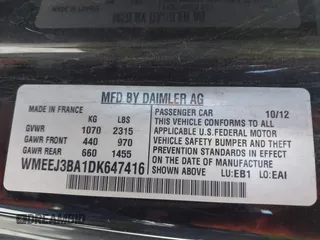 MFD BY DAIMLER AG
MADE IN FRANCE
KG LBS
GVWR 1070 2315
GAWR FRONT 440 970
GAWR REAR 660 1455
PASSENGER CAR 10/12
THIS VEHICLE CONFORMS TO ALL
APPLICABLE
U.S.FEDERAL MOTOR
VEHICLE SAFETY BUMPER, AND
THEFT PREVENTION STANDARDS
IN EFFECT ON THE DATE OF
MANUFACTURE SHOWN ABOVE
WMEEJ3BA1DK647416
LU:EB1 LO:EAI